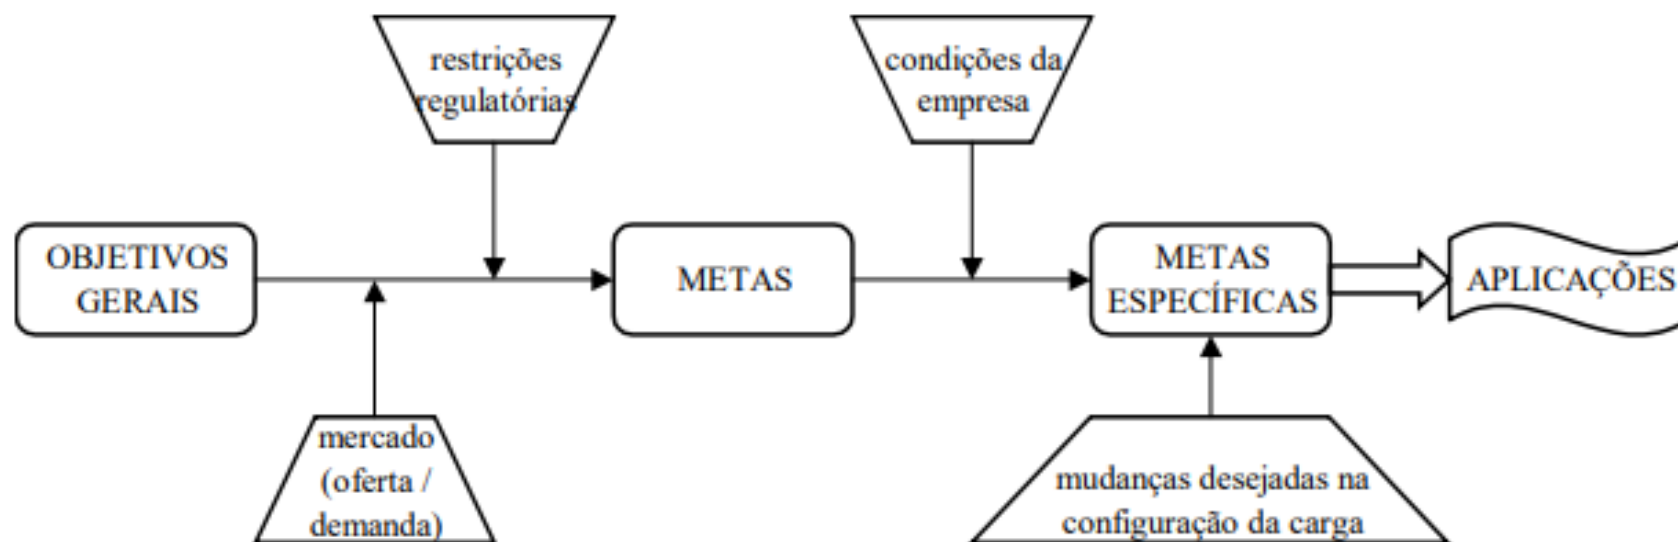 restrições
regulatórias
condições da
empresa
OBJETIVOS
GERAIS
METAS
METAS
ESPECÍFICAS
APLICAÇÕES
mercado
(oferta /
demanda)
mudanças desejadas na
configuração da carga